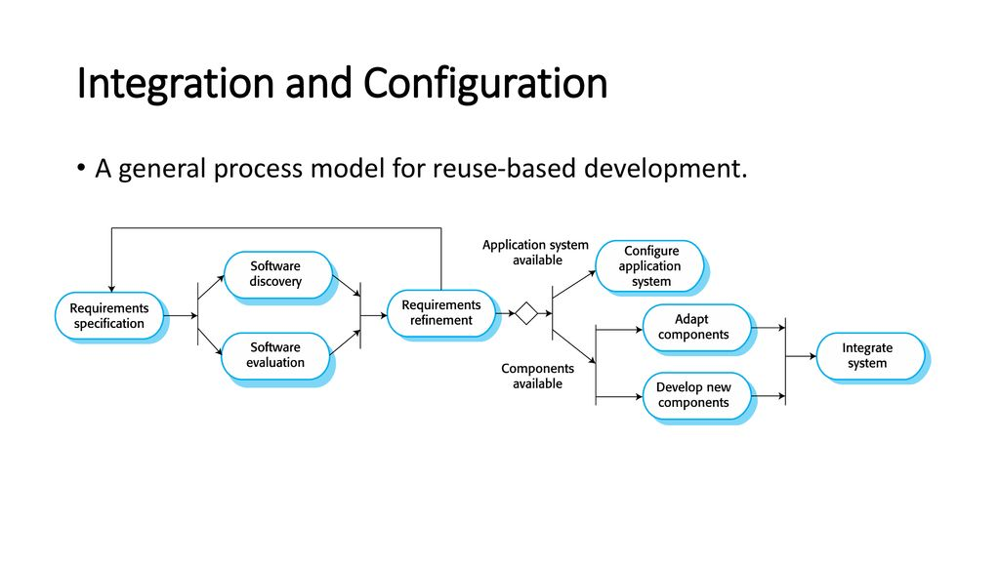 Integration and Configuration
• A general process model for reuse-based development.
Requirements
specification
Software
discovery
Software
evaluation
Requirements
refinement
Application system
available
Components
available
Configure
application
system
Adapt
components
Develop new
components
Integrate
system